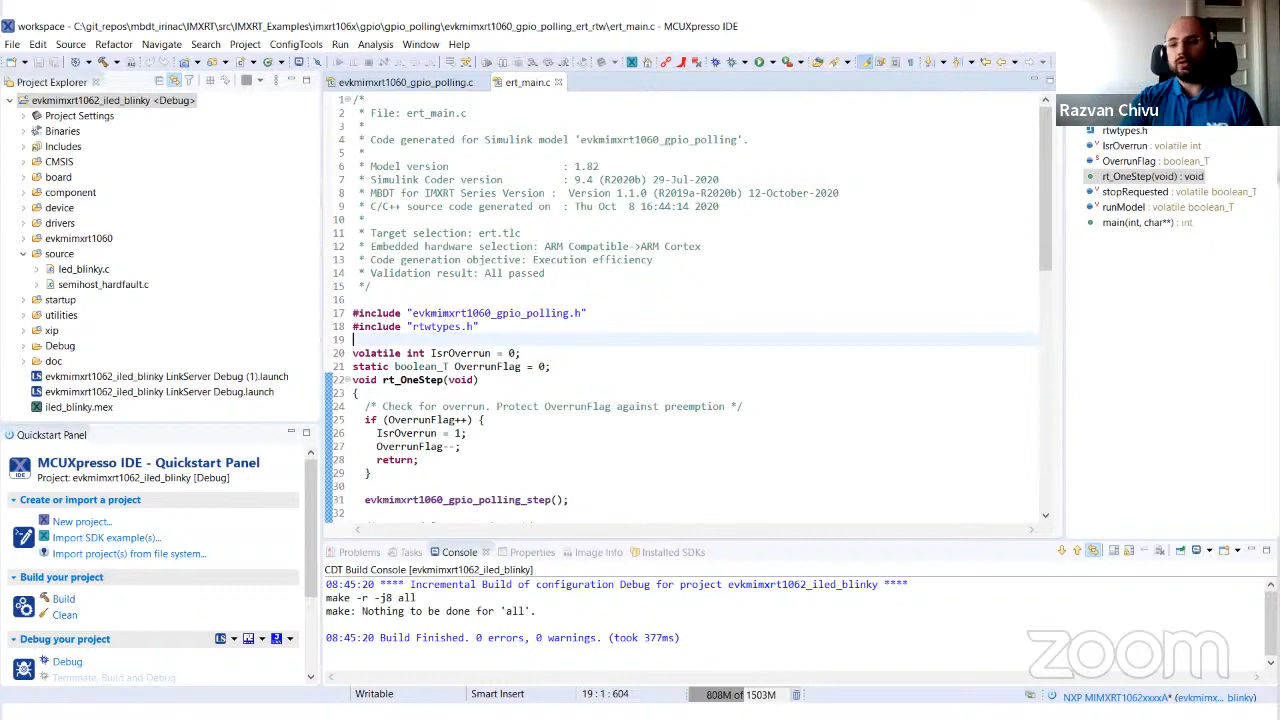 workspace - C:\git_repos\mbdt_irinac\IMXRT\src\IMXRT_Examples\imxrt106x\gpio\gpio_polling\evkmimxrt1060_gpio_polling_ert_rtw\ert_main.c - MCUXpresso IDE
File Edit Source Refactor Navigate Search Project ConfigTools Run Analysis Window Help
Project Explorer
evkmimxrt1062_iled_blinky <Debug>
Project Settings
Binaries
Includes
CMSIS
board
component
device
drivers
evkmimxrt1060
source
led_blinky.c
semihost_hardfault.c
startup
utilities
xip
Debug
doc
evkmimxrt1062_iled_blinky LinkServer Debug (1).launch
evkmimxrt1062_iled_blinky LinkServer Debug.launch
iled_blinky.mex
Quickstart Panel
IDE
MCUXpresso IDE - Quickstart Panel
Project: evkmimxrt1062_iled_blinky [Debug]
Create or import a project
New project...
Import SDK example(s)...
Import project(s) from file system...
Build your project
Build
Clean
Debug your project
Debug
Terminate, Build and Debug
evkmimxrt1060_gpio_polling.c ert_main.c
1 /*
2 * File: ert_main.c
3 *
4 * Code generated for Simulink model 'evkmimxrt1060_gpio_polling'.
5 *
6 * Model version : 1.82
7 * Simulink Coder version : 9.4 (R2020b) 29-Jul-2020
8 * MBDT for IMXRT Series Version : Version 1.1.0 (R2019a-R2020b) 12-October-2020
9 * C/C++ source code generated on : Thu Oct 8 16:44:14 2020
10 *
11 * Target selection: ert.tlc
12 * Embedded hardware selection: ARM Compatible->ARM Cortex
13 * Code generation objective: Execution efficiency
14 * Validation result: All passed
15 */
16
17 #include "evkmimxrt1060_gpio_polling.h"
18 #include "rtwtypes.h"
19
20 volatile int IsrOverrun = 0;
21 static boolean_T OverrunFlag = 0;
22 void rt_OneStep(void)
23 {
24 /* Check for overrun. Protect OverrunFlag against preemption */
25 if (OverrunFlag++) {
26 IsrOverrun = 1;
27 OverrunFlag--;
28 return;
29 }
30
31 evkmimxrt1060_gpio_polling_step();
32
Razvan Chivu
rtwtypes.h
IsrOverrun : volatile int
OverrunFlag : boolean_T
rt_OneStep(void) : void
stopRequested : volatile boolean_T
runModel : volatile boolean_T
main(int, char**) : int
Problems Tasks Console Properties Image Info Installed SDKs
CDT Build Console [evkmimxrt1062_iled_blinky]
08:45:20 **** Incremental Build of configuration Debug for project evkmimxrt1062_iled_blinky ****
make -r -j8 all
make: Nothing to be done for 'all'.
08:45:20 Build Finished. 0 errors, 0 warnings. (took 377ms)
zoom
Writable Smart Insert 19 : 1 : 604 808M of 1503M NXP MIMXRT1062xxxxA* (evkmimx... blinky)